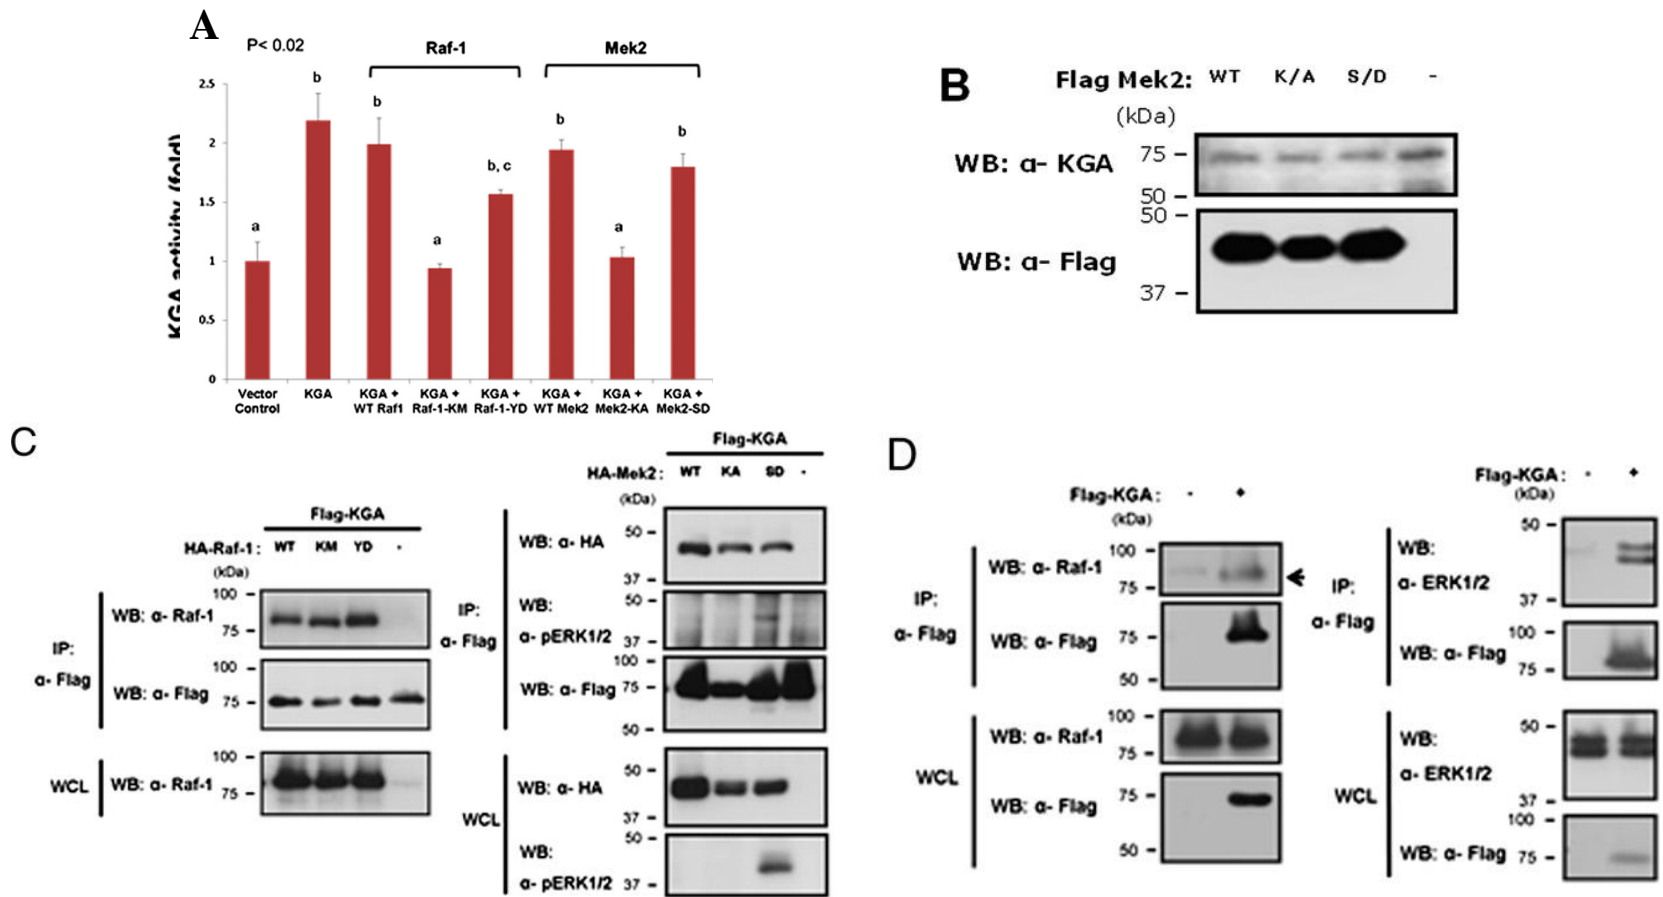 A
P< 0.02
Raf-1
Mek2
KGA activity (fold)
2.5
2
1.5
1
0.5
0
a
b
b
a
b, c
b
a
b
Vector Control
KGA
KGA + WT Raf1
KGA + Raf-1-KM
KGA + Raf-1-YD
KGA + WT Mek2
KGA + Mek2-KA
KGA + Mek2-SD
B
Flag Mek2: WT K/A S/D -
(kDa)
WB: α- KGA
75 –
50 –
WB: α- Flag
50 –
37 –
C
Flag-KGA
HA-Raf-1: WT KM YD -
(kDa)
IP:
α- Flag
WB: α- Raf-1
100 –
75 –
WB: α- Flag
100 –
75 –
WCL
WB: α- Raf-1
100 –
75 –
Flag-KGA
HA-Mek2: WT KA SD -
(kDa)
IP:
α- Flag
WB: α- HA
50 –
37 –
WB:
α- pERK1/2
50 –
37 –
WB: α- Flag
100 –
75 –
50 –
WCL
WB: α- HA
50 –
37 –
WB:
α- pERK1/2
50 –
37 –
D
Flag-KGA: - +
(kDa)
IP:
α- Flag
WB: α- Raf-1
100 –
75 –
WB: α- Flag
75 –
50 –
WCL
WB: α- Raf-1
100 –
75 –
WB: α- Flag
75 –
50 –
Flag-KGA: - +
(kDa)
IP:
α- Flag
WB:
α- ERK1/2
50 –
37 –
WB: α- Flag
100 –
75 –
WCL
WB:
α- ERK1/2
50 –
37 –
WB: α- Flag
100 –
75 –